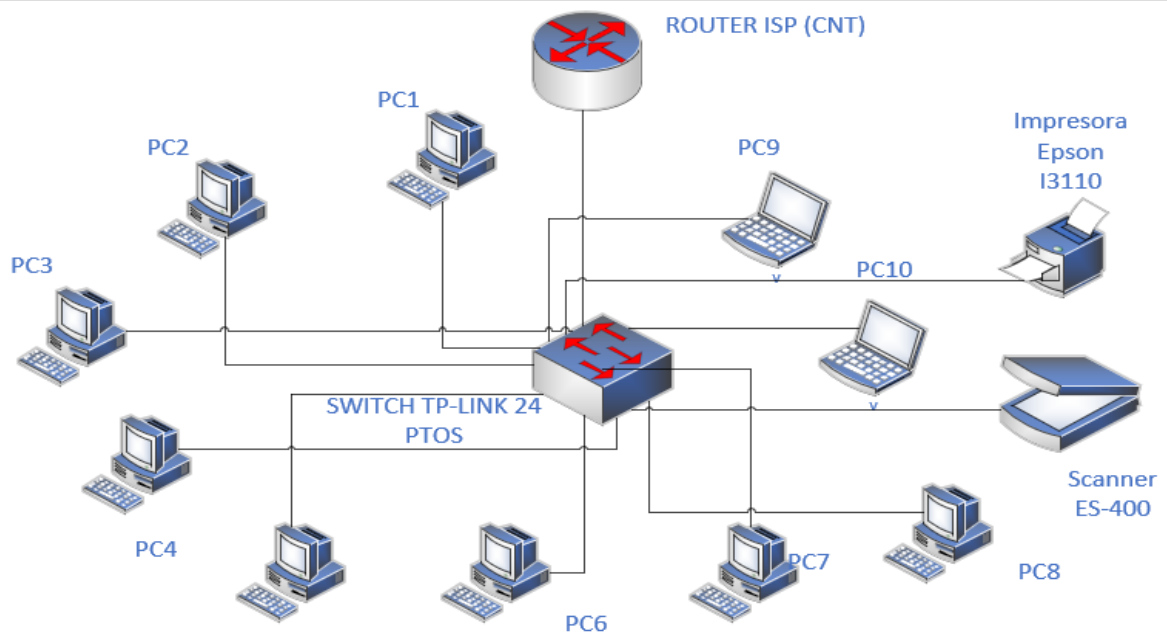 ROUTER ISP (CNT)
PC1
PC2
PC9
Impresora
Epson
I3110
PC3
PC10
v
SWITCH TP-LINK 24
PTOS
v
Scanner
ES-400
PC4
PC7
PC8
PC6